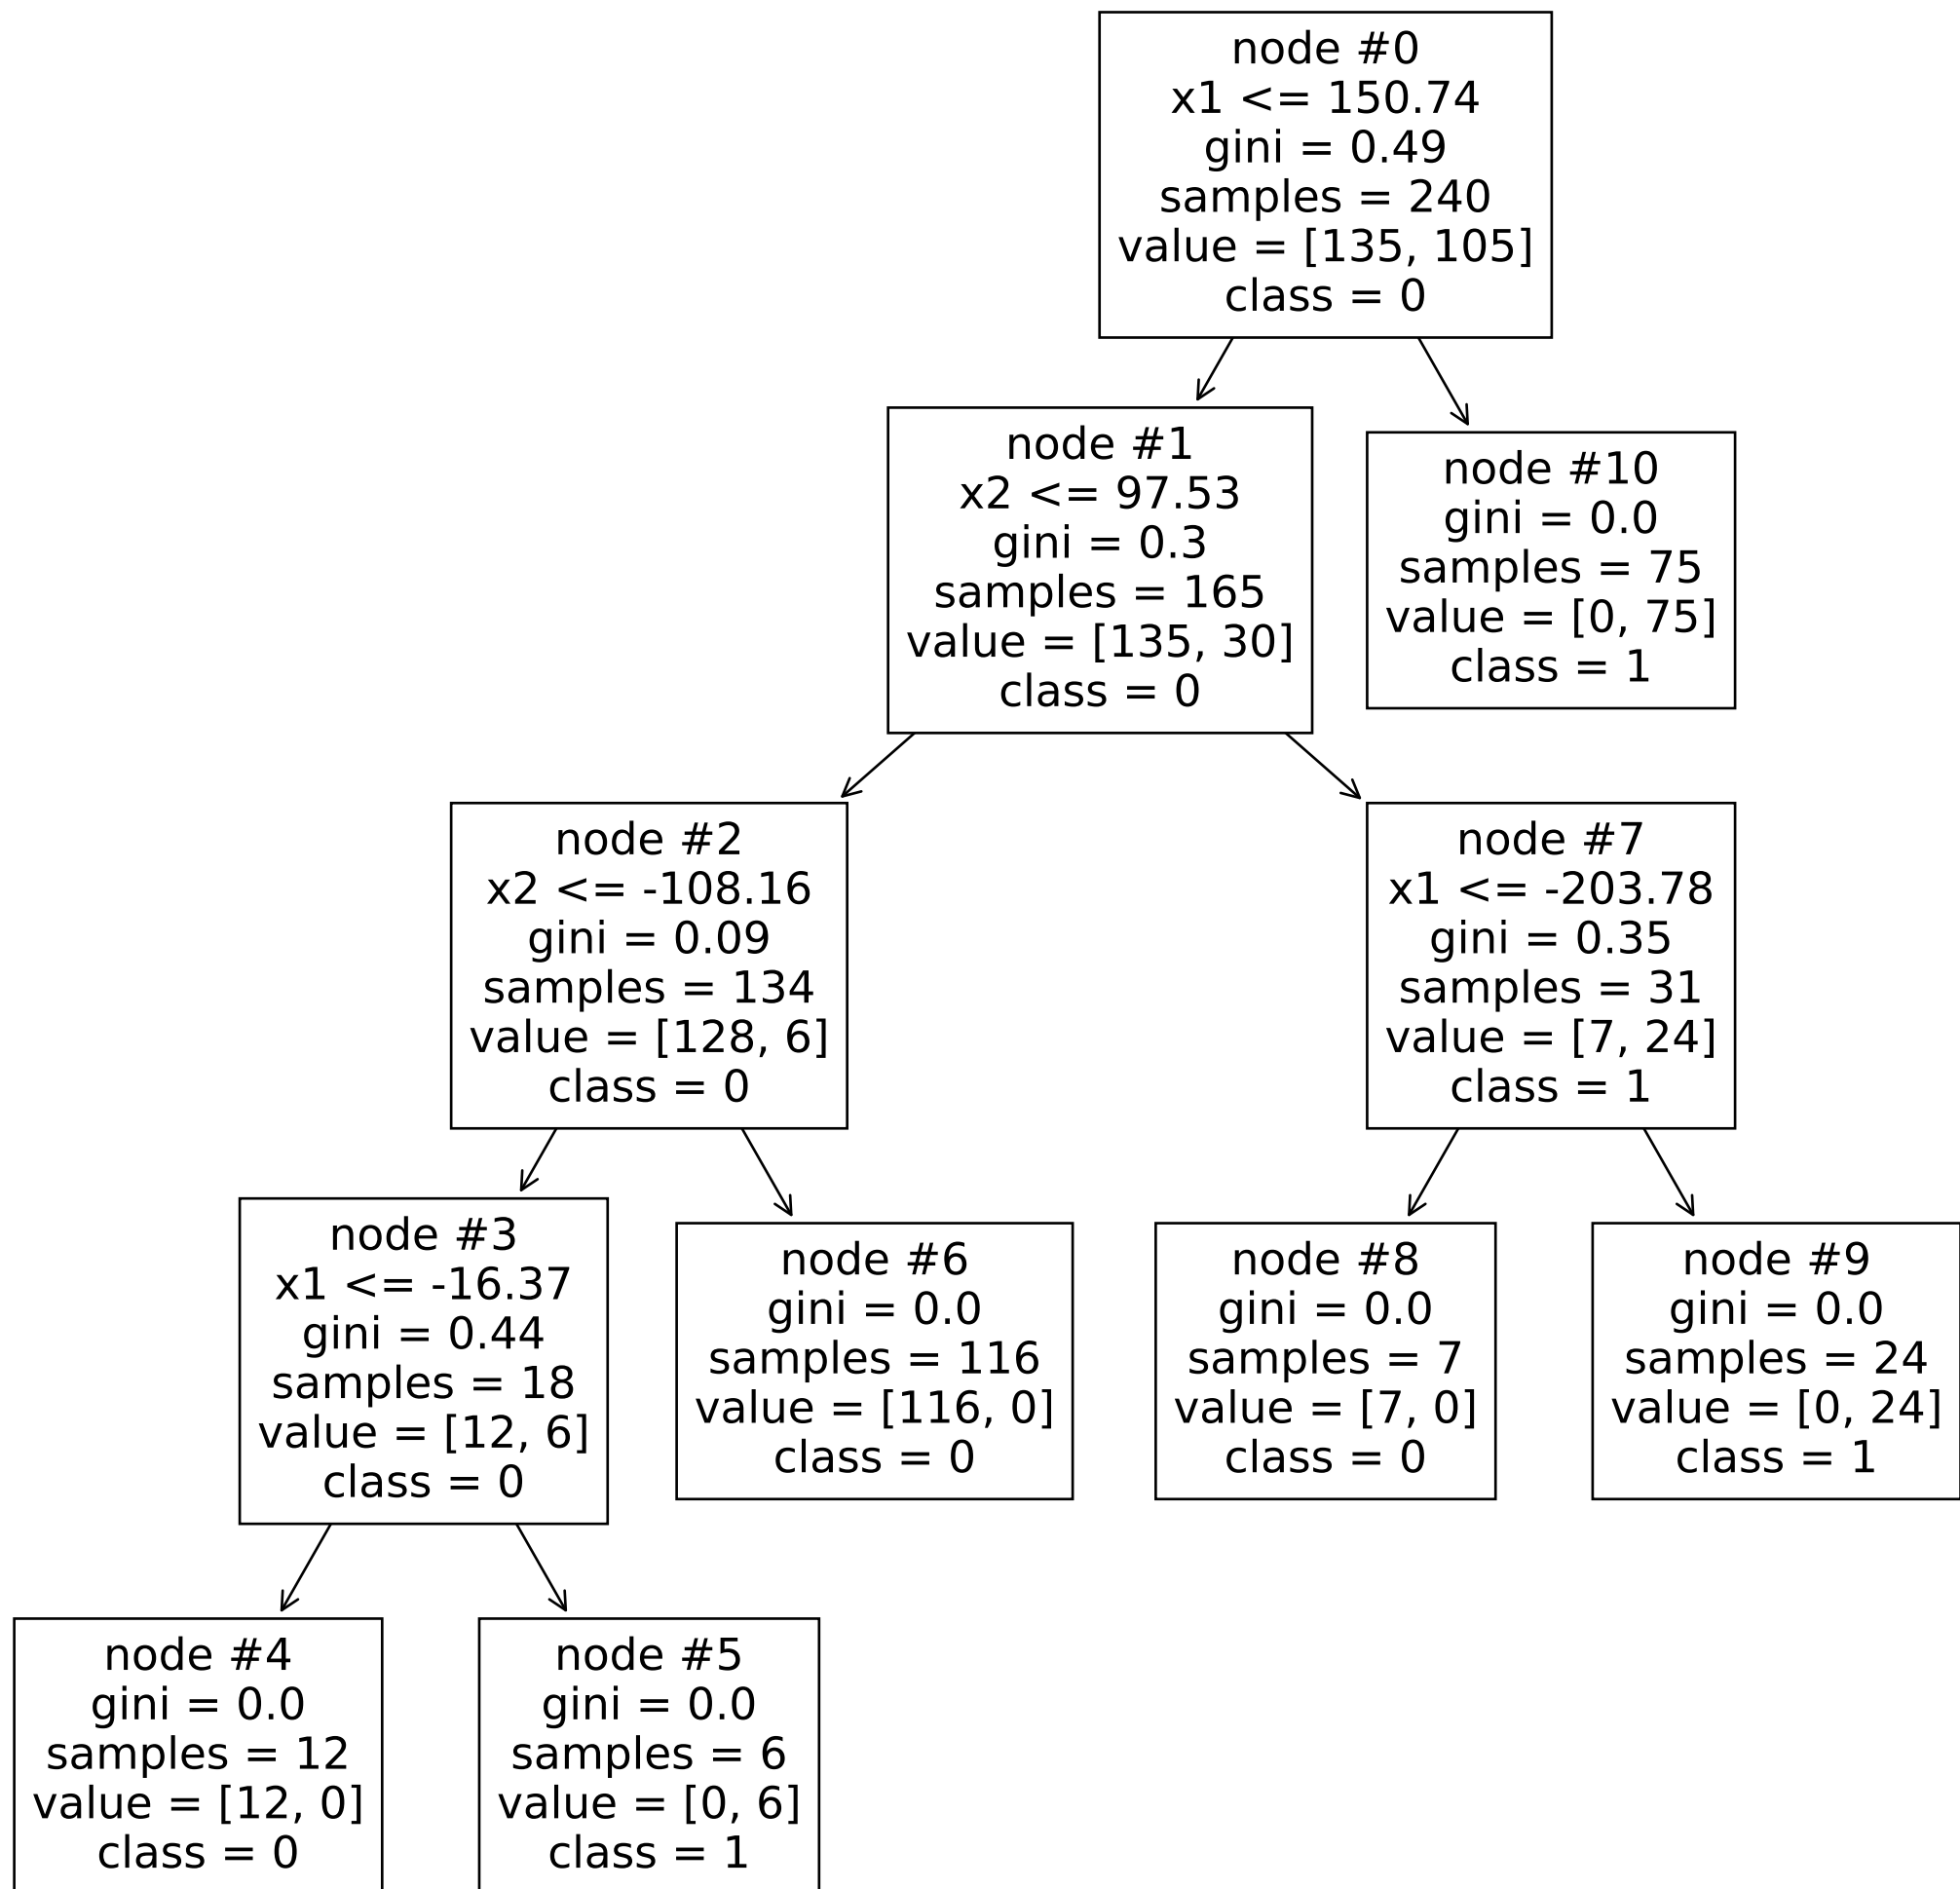 node #0
x1 <= 150.74
gini = 0.49
samples = 240
value = [135, 105]
class = 0
node #1
x2 <= 97.53
gini = 0.3
samples = 165
value = [135, 30]
class = 0
node #10
gini = 0.0
samples = 75
value = [0, 75]
class = 1
node #2
x2 <= -108.16
gini = 0.09
samples = 134
value = [128, 6]
class = 0
node #7
x1 <= -203.78
gini = 0.35
samples = 31
value = [7, 24]
class = 1
node #3
x1 <= -16.37
gini = 0.44
samples = 18
value = [12, 6]
class = 0
node #6
gini = 0.0
samples = 116
value = [116, 0]
class = 0
node #8
gini = 0.0
samples = 7
value = [7, 0]
class = 0
node #9
gini = 0.0
samples = 24
value = [0, 24]
class = 1
node #4
gini = 0.0
samples = 12
value = [12, 0]
class = 0
node #5
gini = 0.0
samples = 6
value = [0, 6]
class = 1